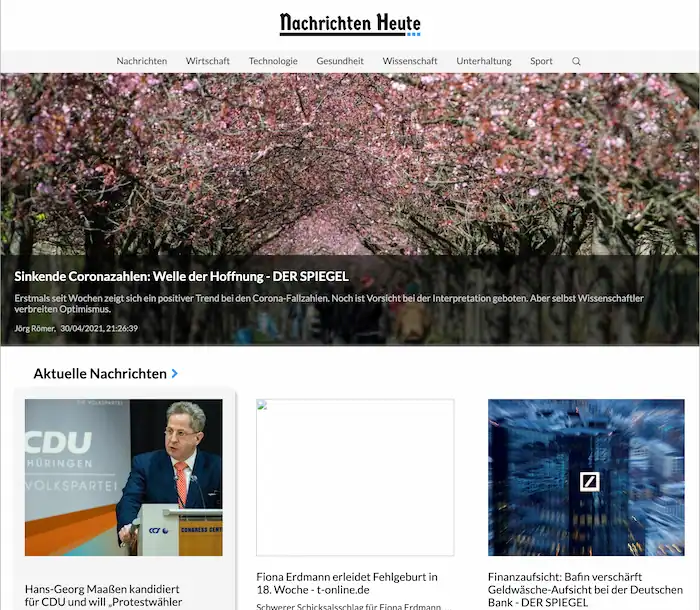 Nachrichten Heute
Nachrichten Wirtschaft Technologie Gesundheit Wissenschaft Unterhaltung Sport
Sinkende Coronazahlen: Welle der Hoffnung - DER SPIEGEL
Erstmals seit Wochen zeigt sich ein positiver Trend bei den Corona-Fallzahlen. Noch ist Vorsicht bei der Interpretation geboten. Aber selbst Wissenschaftler
verbreiten Optimismus.
Jörg Römer, 30/04/2021, 21:26:39
Aktuelle Nachrichten
DIE VOLKSPARTEI
CDU
THÜRINGEN
VOLKSPARTEI
CONGRESS CENT
Hans-Georg Maaßen kandidiert
für CDU und will „Protestwähler
Fiona Erdmann erleidet Fehlgeburt in
18. Woche - t-online.de
Schwerer Schicksalsschlag für Fiona Erdmann.
Finanzaufsicht: Bafin verschärft
Geldwäsche-Aufsicht bei der Deutschen
Bank - DER SPIEGEL